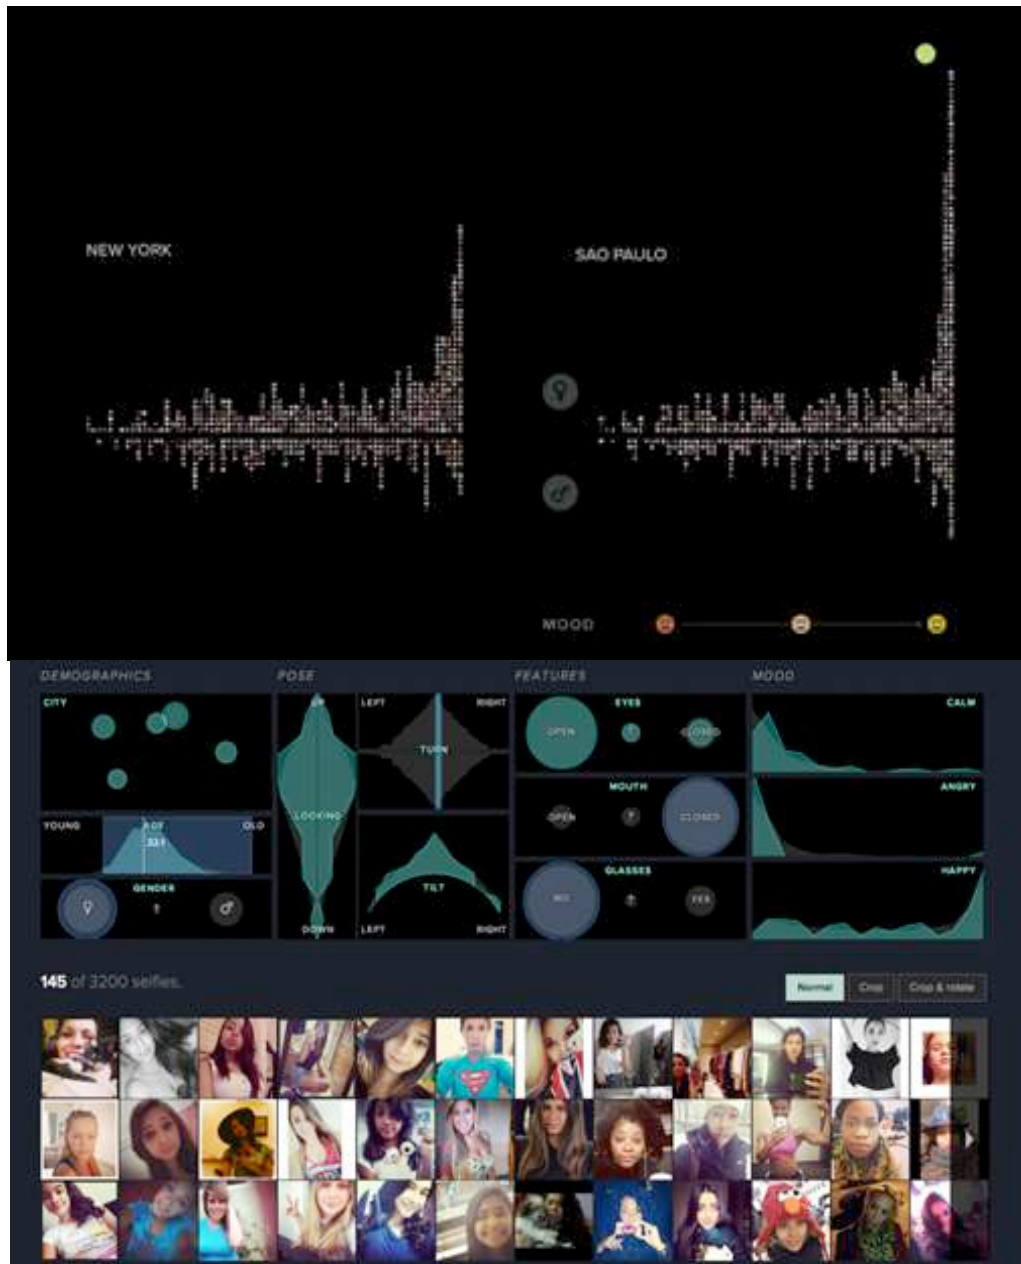 NEW YORK
SAO PAULO
MOOD
DEMOGRAPHICS
POSE
FEATURES
MOOD
CITY
UP
LEFT
RIGHT
TURN
OPEN
EYES
?
CLOSED
CALM
YOUNG
AGE
OLD
LOOKING
OPEN
MOUTH
?
CLOSED
ANGRY
GENDER
?
TILT
DOWN
LEFT
RIGHT
NO
GLASSES
?
YES
HAPPY
145 of 3200 selfies.
Normal
Crop
Crop & rotate